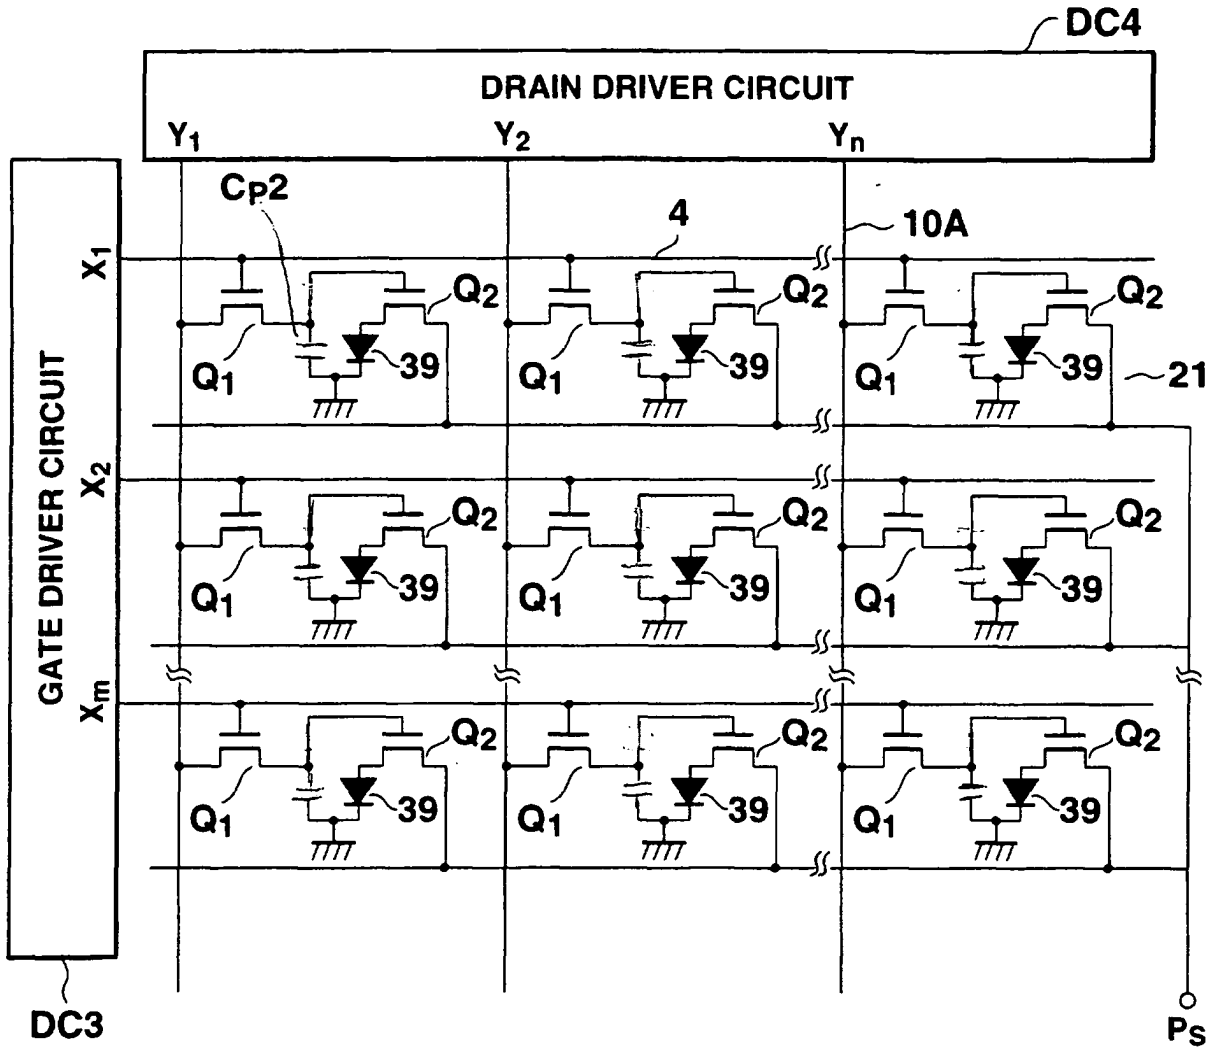 DC4
DRAIN DRIVER CIRCUIT
Y1 Y2 Yn
CP2 4 10A
X1
Q2 Q2 Q2
Q1 39 Q1 39 Q1 39 21
X2
Q2 Q2 Q2
Q1 39 Q1 39 Q1 39
GATE DRIVER CIRCUIT
Xm
Q2 Q2 Q2
Q1 39 Q1 39 Q1 39
DC3
PS